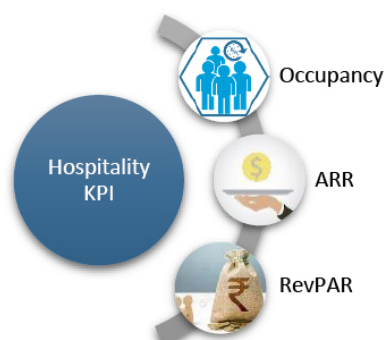 Occupancy
Hospitality
KPI
$
ARR
₹
RevPAR